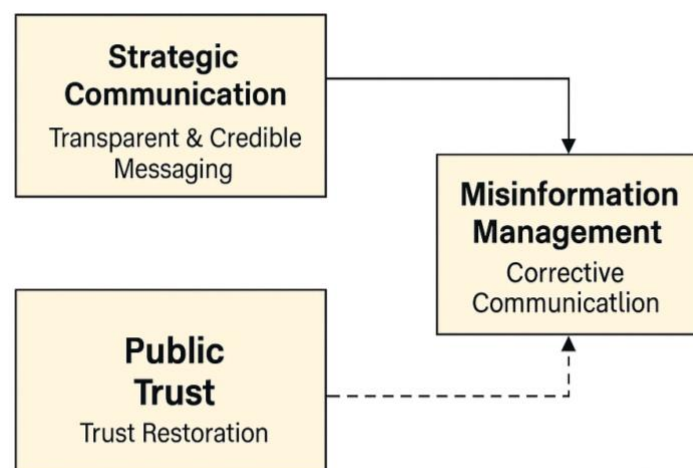 Strategic
Communication
Transparent & Credible
Messaging
Misinformation
Management
Corrective
Communicatlion
Public
Trust
Trust Restoration